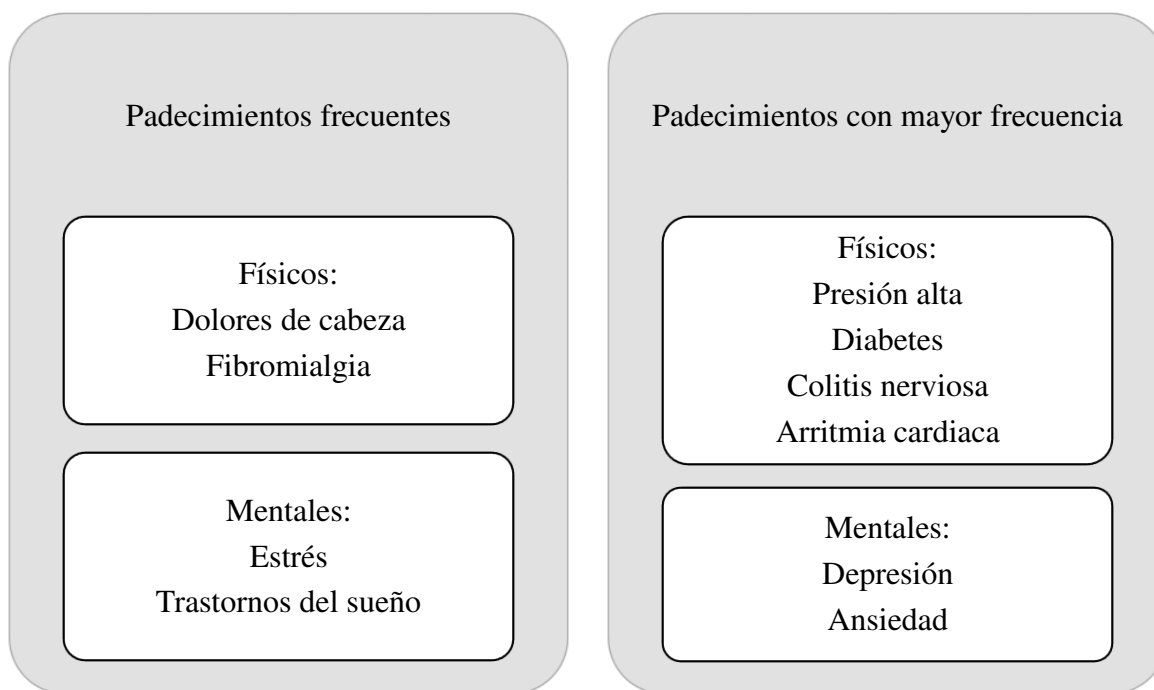 Padecimientos frecuentes
Físicos:
Dolores de cabeza
Fibromialgia
Mentales:
Estrés
Trastornos del sueño
Padecimientos con mayor frecuencia
Físicos:
Presión alta
Diabetes
Colitis nerviosa
Arritmia cardiaca
Mentales:
Depresión
Ansiedad